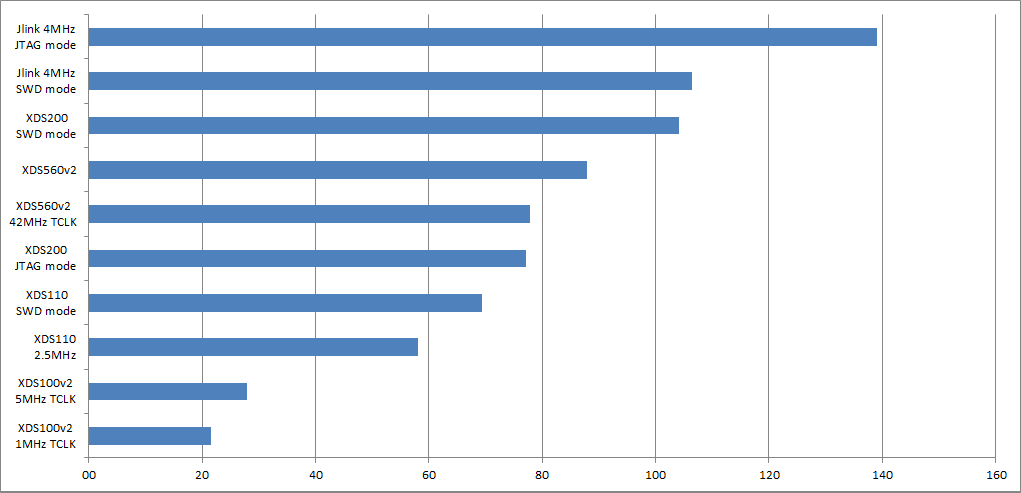 Jlink 4MHz
JTAG mode
Jlink 4MHz
SWD mode
XDS200
SWD mode
XDS560v2
XDS560v2
42MHz TCLK
XDS200
JTAG mode
XDS110
SWD mode
XDS110
2.5MHz
XDS100v2
5MHz TCLK
XDS100v2
1MHz TCLK
00 20 40 60 80 100 120 140 160